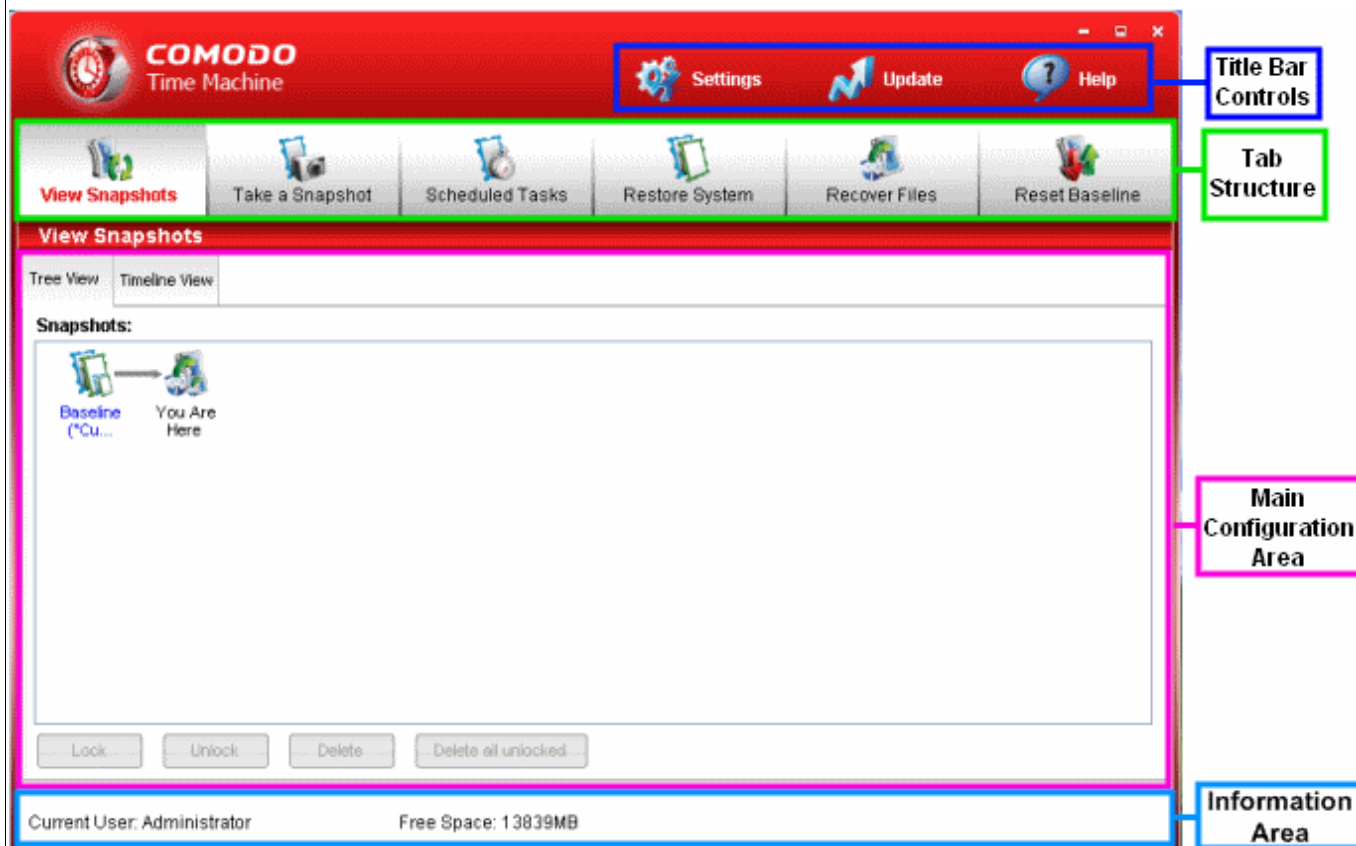 COMODO
Time Machine
Settings
Update
Help
Title Bar
Controls
View Snapshots
Take a Snapshot
Scheduled Tasks
Restore System
Recover Files
Reset Baseline
Tab
Structure
View Snapshots
Tree View
Timeline View
Snapshots:
Baseline
("Cu...
You Are
Here
Main
Configuration
Area
Lock
Unlock
Delete
Delete all unlocked
Current User: Administrator
Free Space: 13839MB
Information
Area